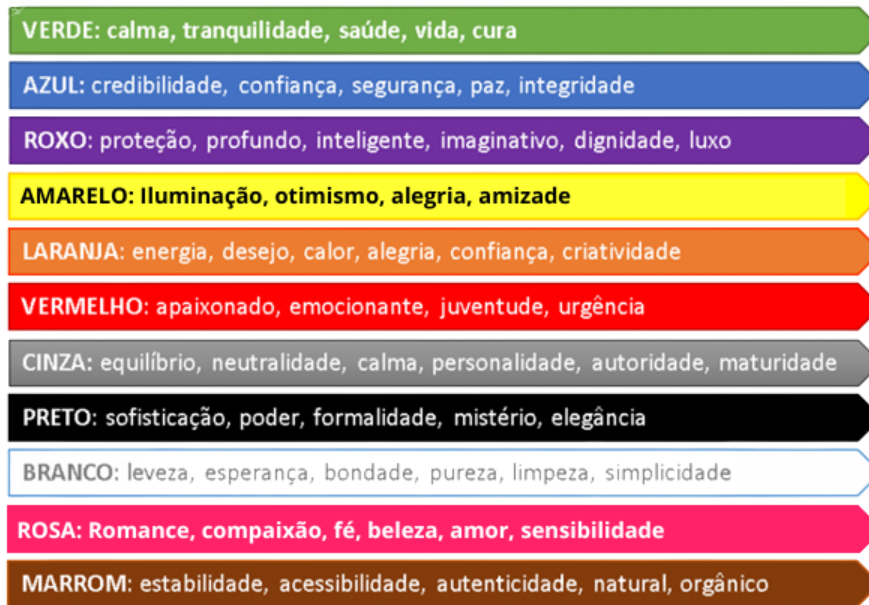 VERDE: calma, tranquilidade, saúde, vida, cura
AZUL: credibilidade, confiança, segurança, paz, integridade
ROXO: proteção, profundo, inteligente, imaginativo, dignidade, luxo
AMARELO: Iluminação, otimismo, alegria, amizade
LARANJA: energia, desejo, calor, alegria, confiança, criatividade
VERMELHO: apaixonado, emocionante, juventude, urgência
CINZA: equilíbrio, neutralidade, calma, personalidade, autoridade, maturidade
PRETO: sofisticação, poder, formalidade, mistério, elegância
BRANCO: leveza, esperança, bondade, pureza, limpeza, simplicidade
ROSA: Romance, compaixão, fé, beleza, amor, sensibilidade
MARROM: estabilidade, acessibilidade, autenticidade, natural, orgânico